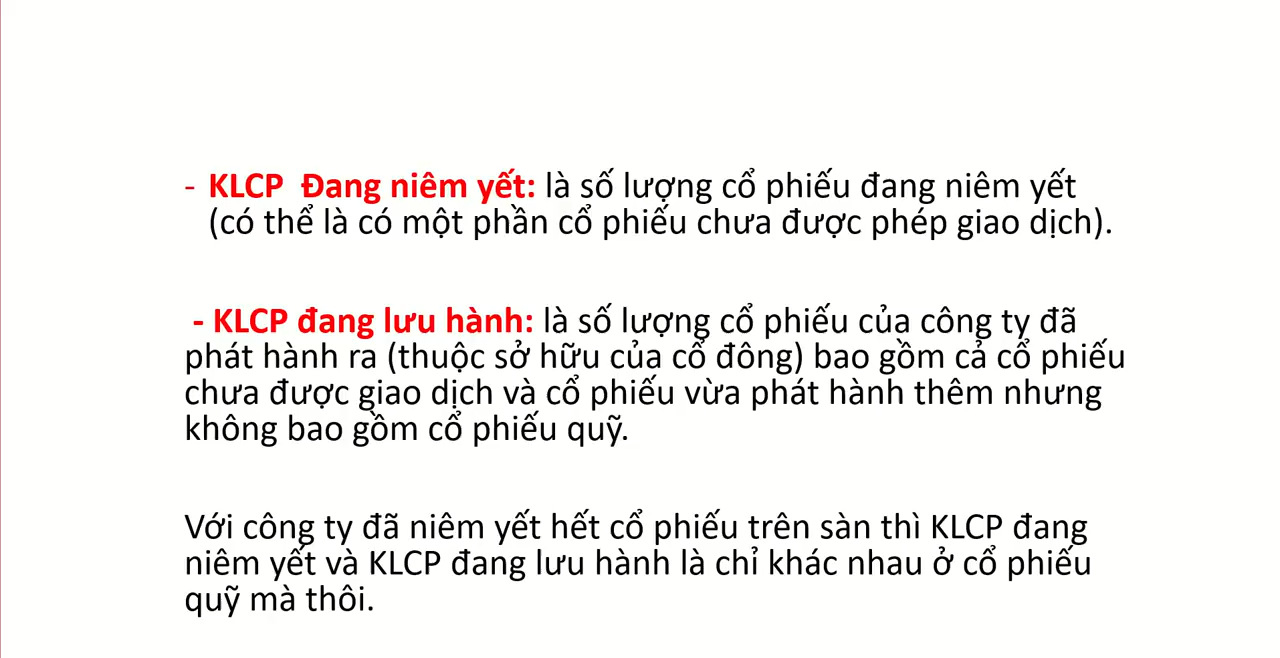 - KLCP Đang niêm yết: là số lượng cổ phiếu đang niêm yết
(có thể là có một phần cổ phiếu chưa được phép giao dịch).
- KLCP đang lưu hành: là số lượng cổ phiếu của công ty đã
phát hành ra (thuộc sở hữu của cổ đông) bao gồm cả cổ phiếu
chưa được giao dịch và cổ phiếu vừa phát hành thêm nhưng
không bao gồm cổ phiếu quỹ.
Với công ty đã niêm yết hết cổ phiếu trên sàn thì KLCP đang
niêm yết và KLCP đang lưu hành là chỉ khác nhau ở cổ phiếu
quỹ mà thôi.